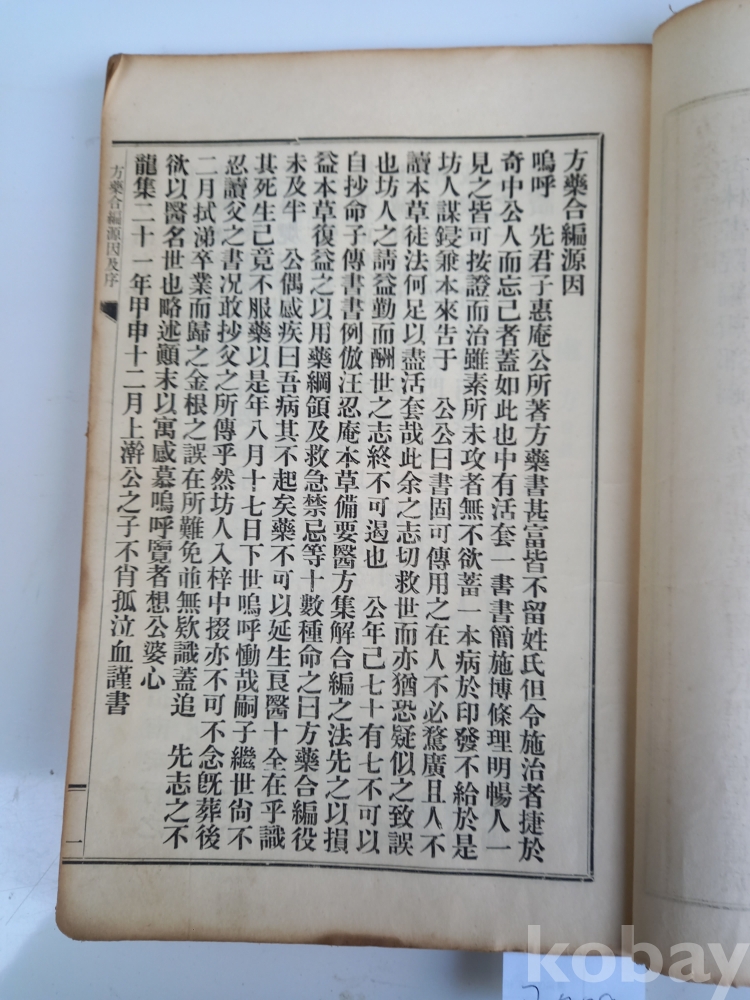 方藥合編源因
嗚呼 先君子惠庵公所著方藥書甚富皆不留姓氏但令施治者捷於
奇中公人而忘己者蓋如此也中有活套一書書簡施博條理明暢人一
見之皆可按證而治雖素所未攻者無不欲蓄一本病於印發不給於是
坊人謀鋟兼本來告于 公公曰書固可傳用之在人不必騖廣且人不
讀本草徒法何足以盡活套哉此余之志切救世而亦猶恐疑似之致誤
也坊人之請益勤而酬世之志終不可遏也 公年己七十有七不可以
自抄命子傳書書例倣汪忍庵本草備要醫方集解合編之法先之以損
益本草復益之以用藥綱領及救急禁忌等十數種命之曰方藥合編役
未及半 公偶感疾曰吾病其不起矣藥不可以延生良醫十全在乎識
其死生己竟不服藥以是年八月十七日下世嗚呼慟哉嗣子繼世尙不
忍讀父之書况敢抄父之所傳乎然坊人入梓中掇亦不可不念旣葬後
二月拭涕卒業而歸之金根之誤在所難免並無欵識蓋追 先志之不
欲以醫名世也略述顚末以寓感慕嗚呼覽者想公婆心
龍集二十一年甲申十二月上澣公之子不肖孤泣血謹書
方藥合編源因及序
一
kobay